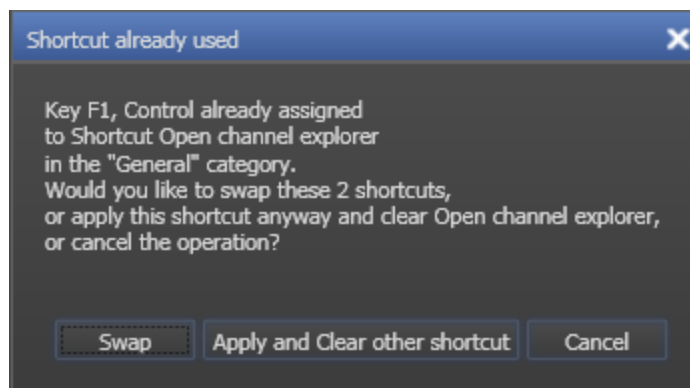 Shortcut already used
Key F1, Control already assigned
to Shortcut Open channel explorer
in the "General" category.
Would you like to swap these 2 shortcuts,
or apply this shortcut anyway and clear Open channel explorer,
or cancel the operation?
Swap Apply and Clear other shortcut Cancel